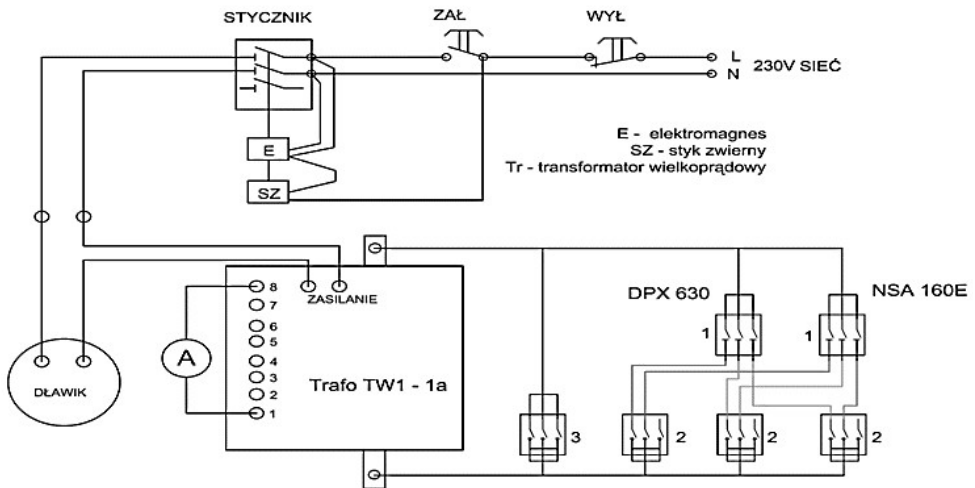 STYCZNIK
ZAŁ
WYŁ
L
N
230V SIEĆ
E
SZ
E - elektromagnes
SZ - styk zwierny
Tr - transformator wielkoprądowy
8
7
6
5
4
3
2
1
ZASILANIE
A
Trafo TW1 - 1a
DŁAWIK
DPX 630
NSA 160E
1
1
3
2
2
2